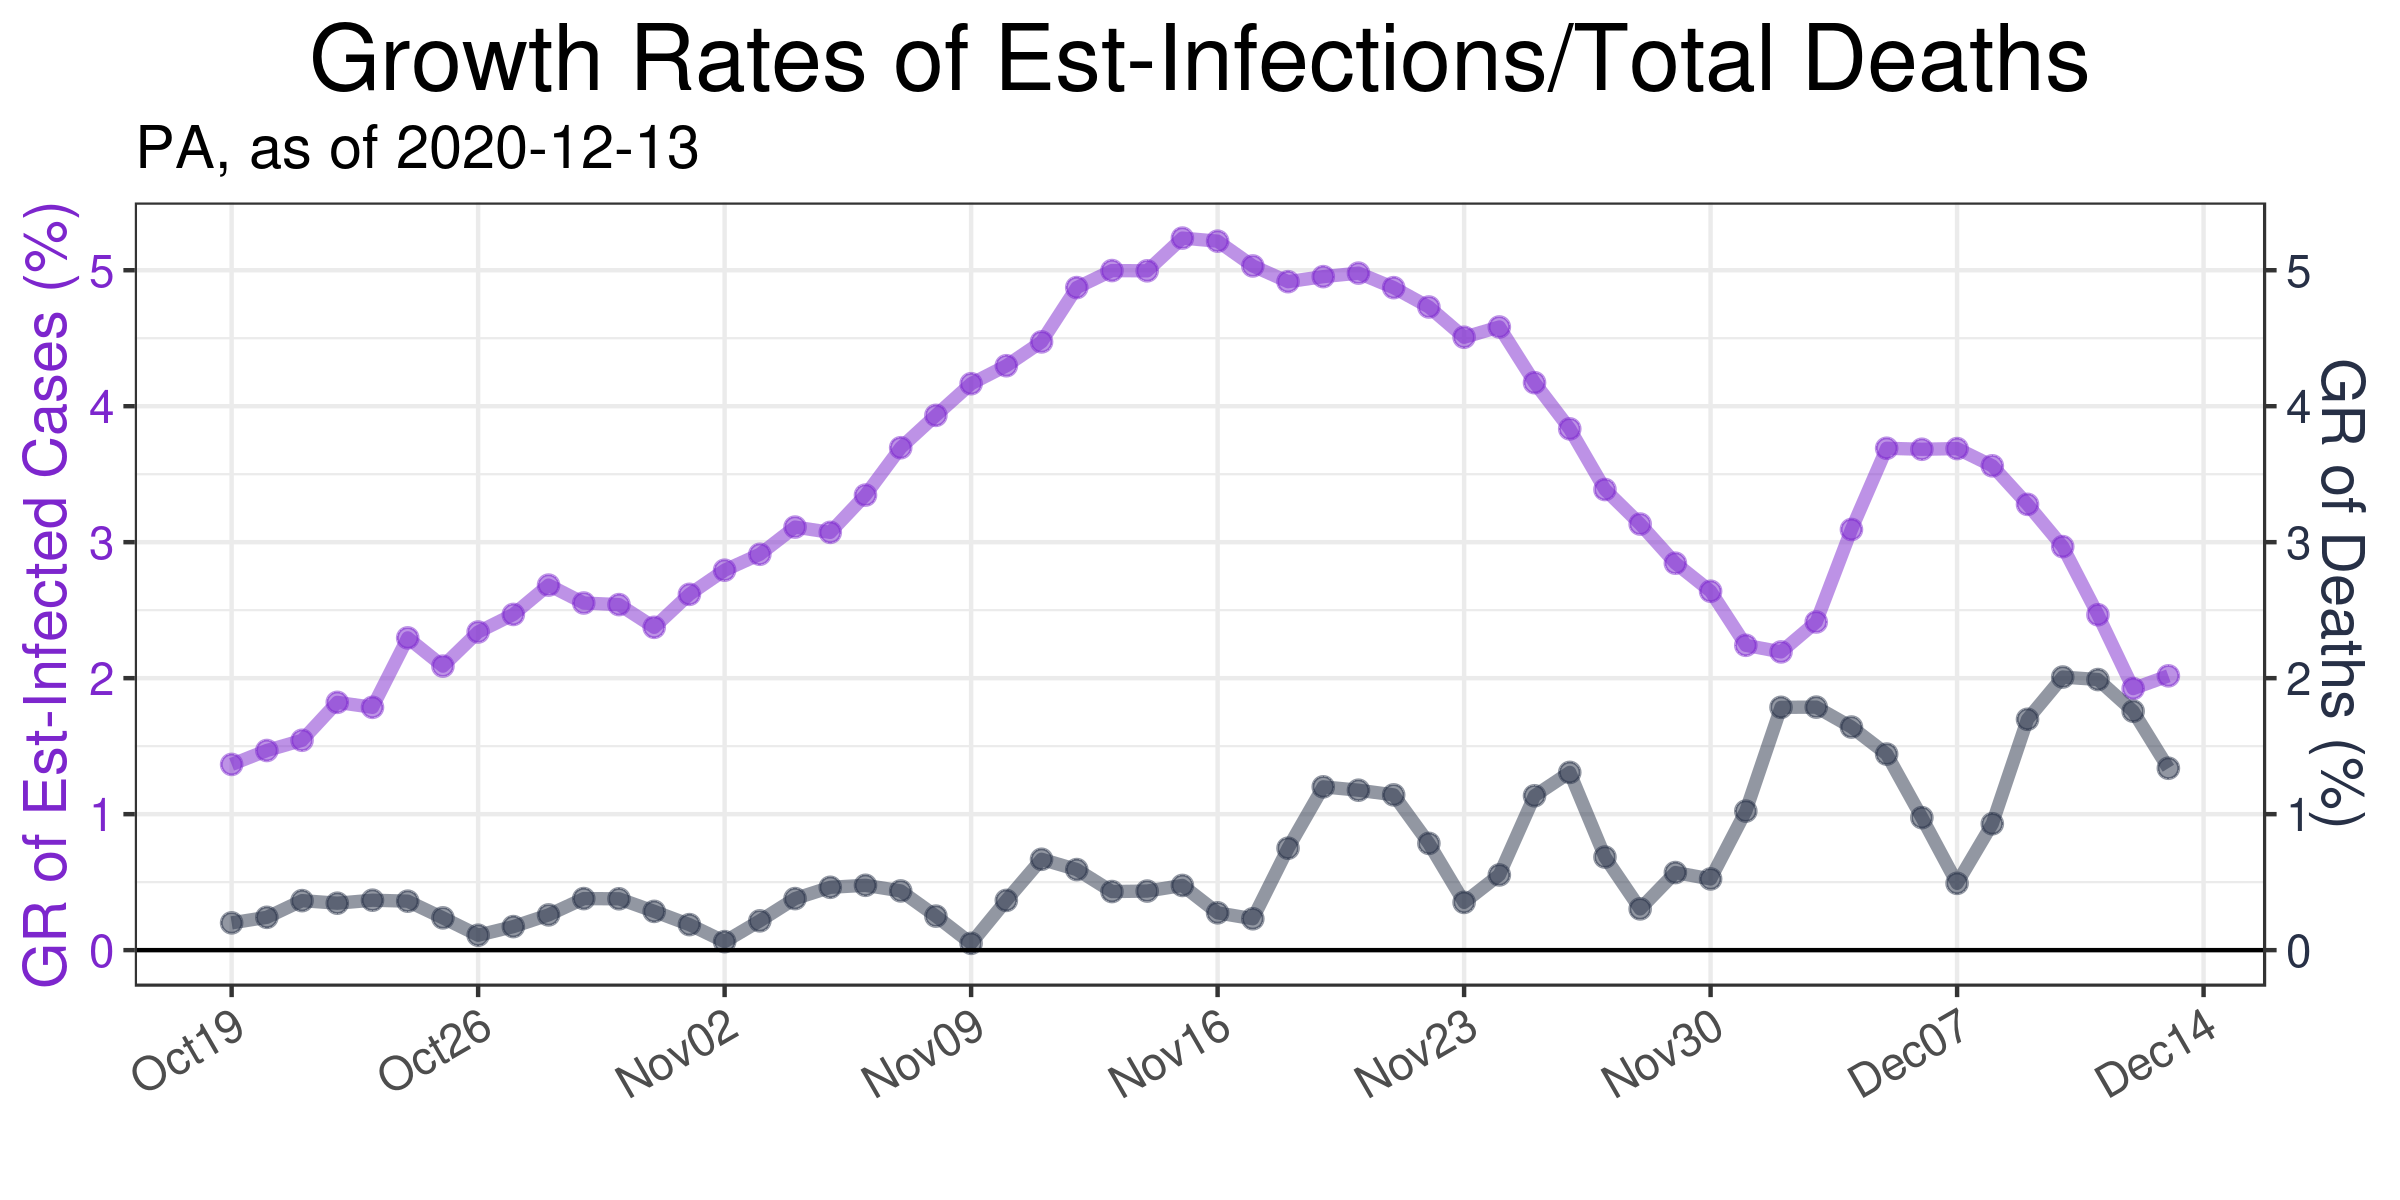 Growth Rates of Est-Infections/Total Deaths
PA, as of 2020-12-13
GR of Est-Infected Cases (%)
5
4
3
2
1
0
5
4
3
2
1
0
GR of Deaths (%)
Oct19
Oct26
Nov02
Nov09
Nov16
Nov23
Nov30
Dec07
Dec14